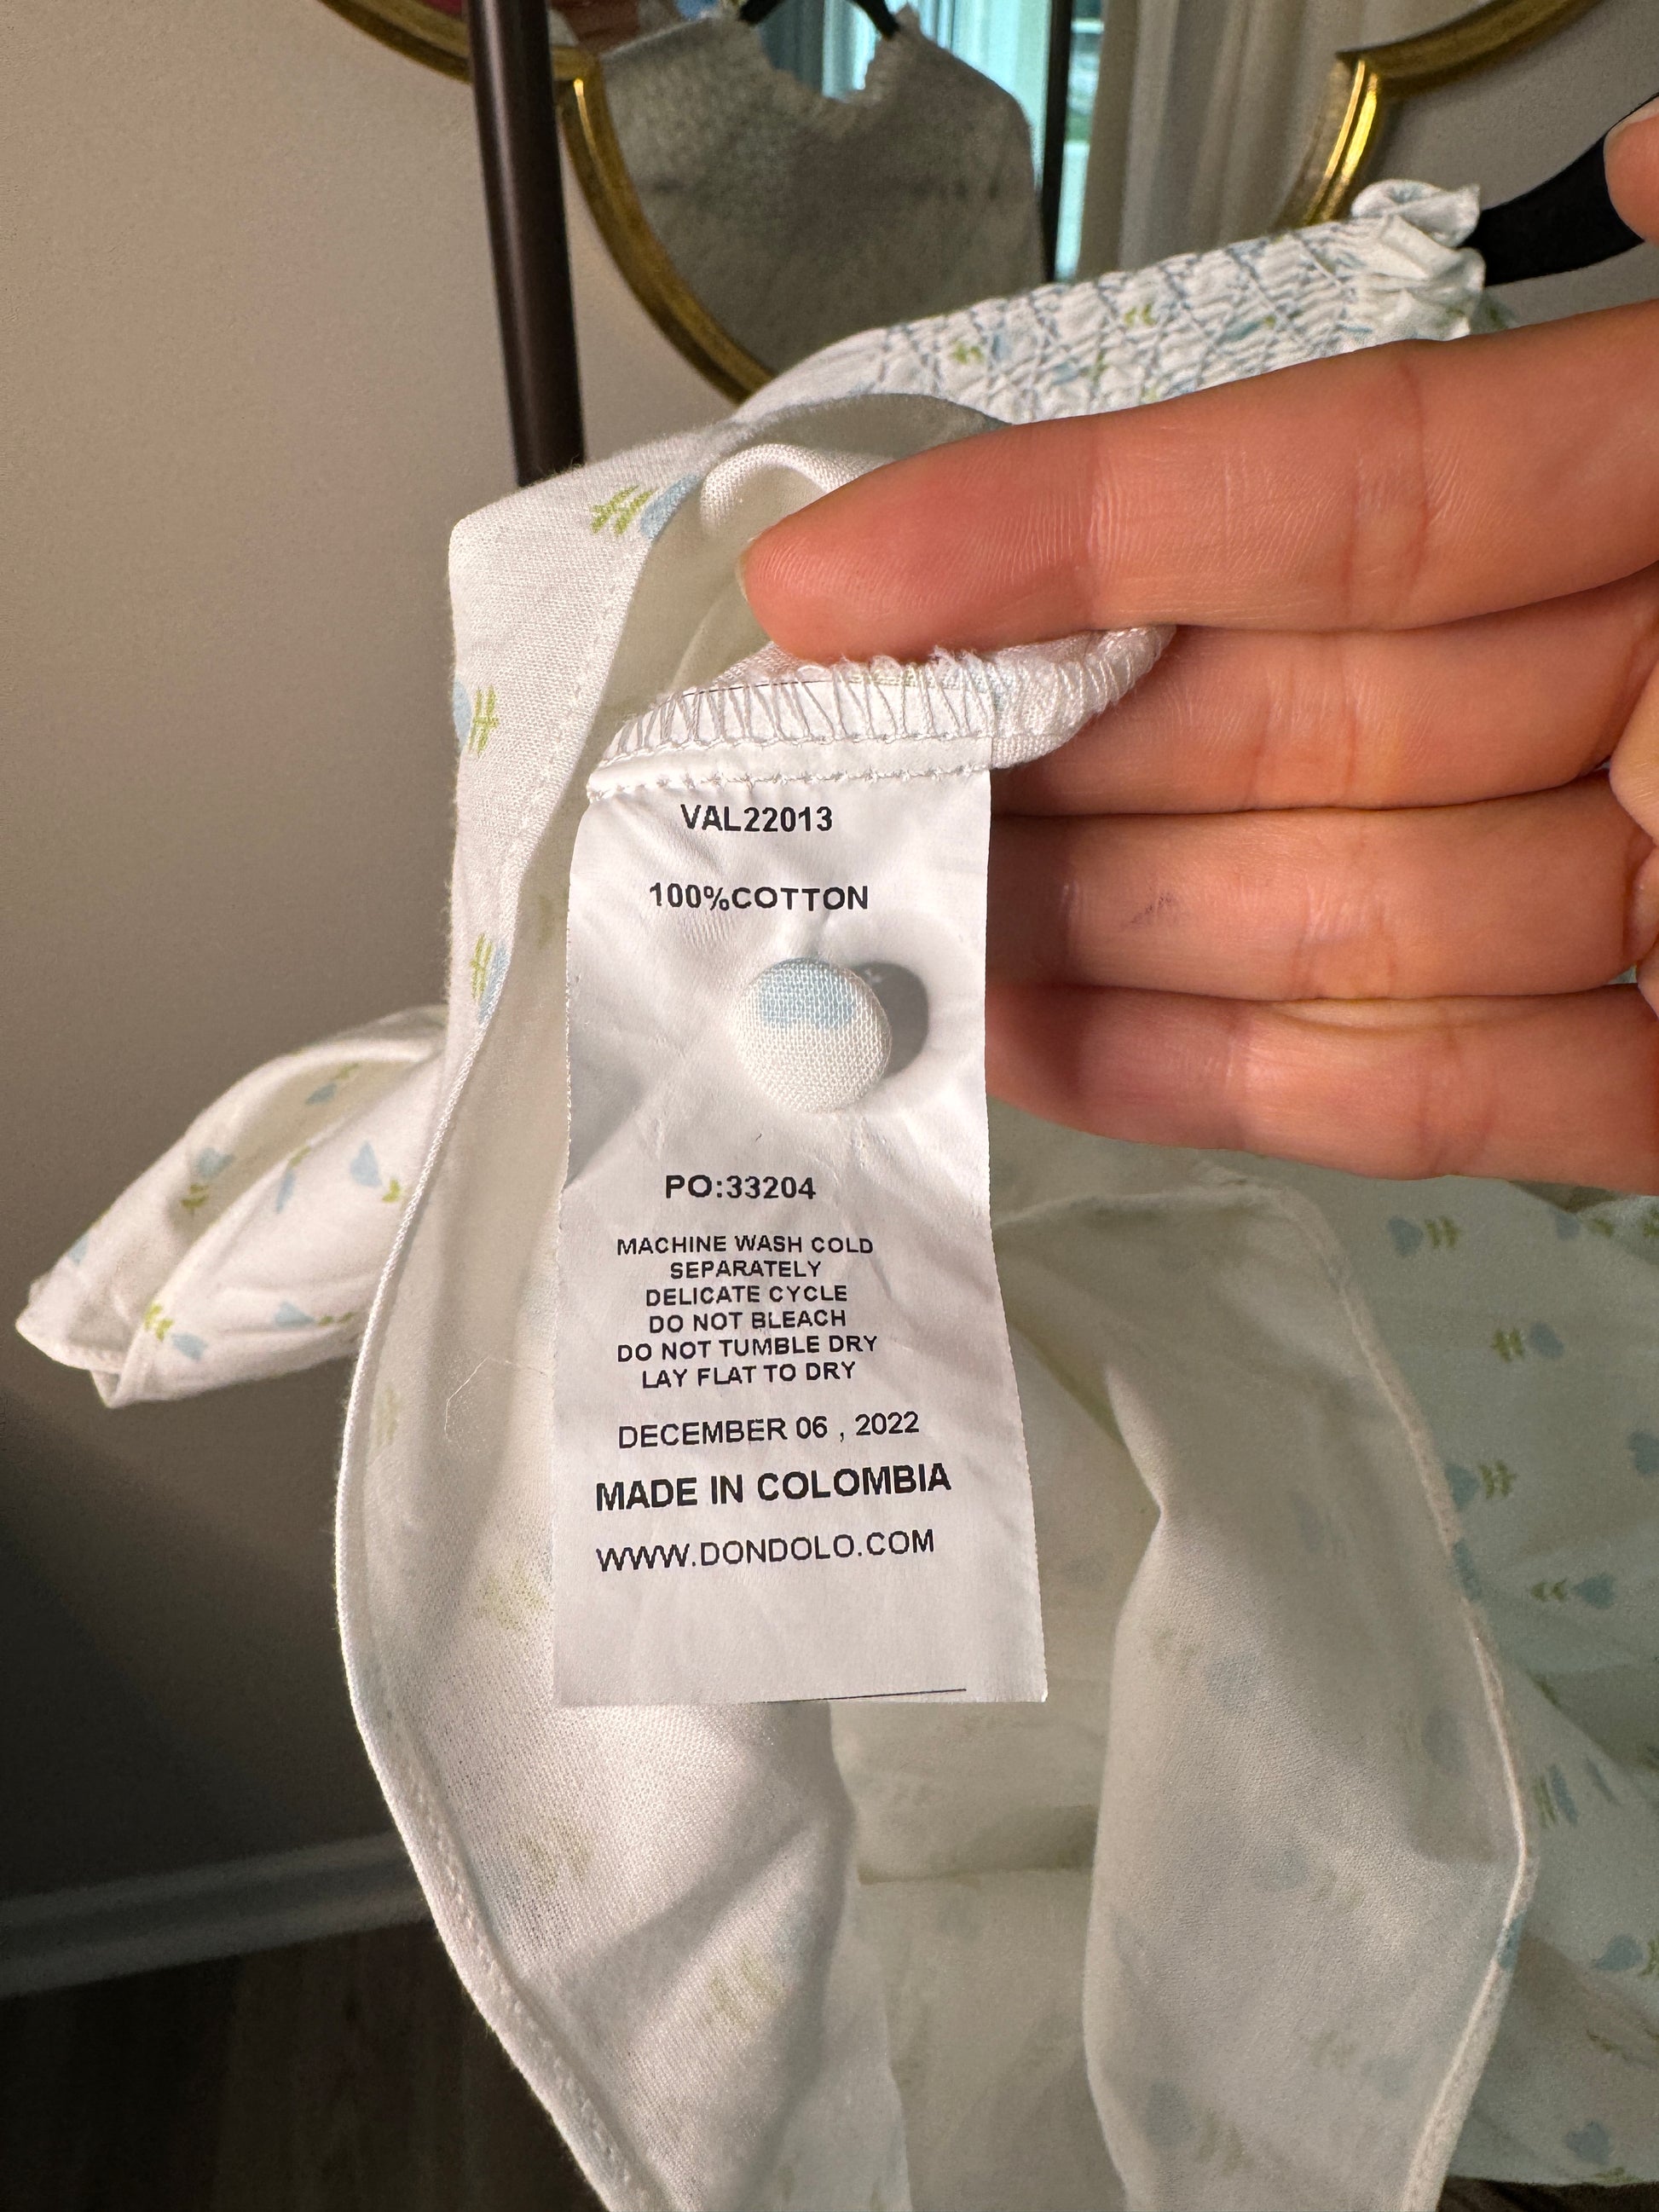 VAL22013
100%COTTON
PO:33204
MACHINE WASH COLD
SEPARATELY
DELICATE CYCLE
DO NOT BLEACH
DO NOT TUMBLE DRY
LAY FLAT TO DRY
DECEMBER 06 , 2022
MADE IN COLOMBIA
WWW.DONDOLO.COM